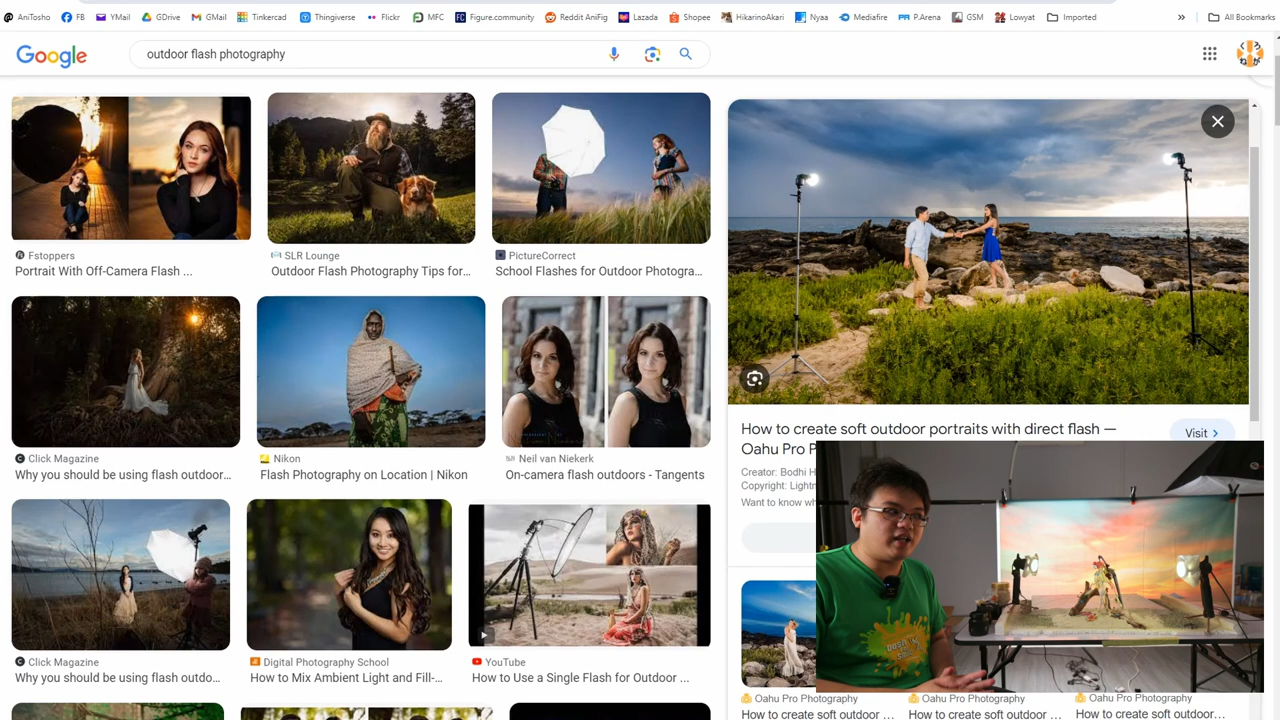 AniTosho
FB
YMail
GDrive
GMail
Tinkercad
Thingiverse
Flickr
MFC
Figure.community
Reddit AniFig
Lazada
Shopee
HikarinoAkari
Nyaa
Mediafire
P.Arena
GSM
Lowyat
Imported
»
All Bookmarks
Google
outdoor flash photography
Fstoppers
Portrait With Off-Camera Flash ...
SLR Lounge
Outdoor Flash Photography Tips for...
PictureCorrect
School Flashes for Outdoor Photogra...
Click Magazine
Why you should be using flash outdoor...
Nikon
Flash Photography on Location | Nikon
Neil van Niekerk
On-camera flash outdoors - Tangents
Click Magazine
Why you should be using flash outdo...
Digital Photography School
How to Mix Ambient Light and Fill-...
YouTube
How to Use a Single Flash for Outdoor ...
How to create soft outdoor portraits with direct flash —
Oahu Pro P
Visit
Creator: Bodhi H
Copyright: Lightn
Want to know wh
Oahu Pro Photography
How to create soft outdoor ...
Oahu Pro Photography
How to create soft outdoor ...
Oahu Pro Photography
How to create soft outdoor ...